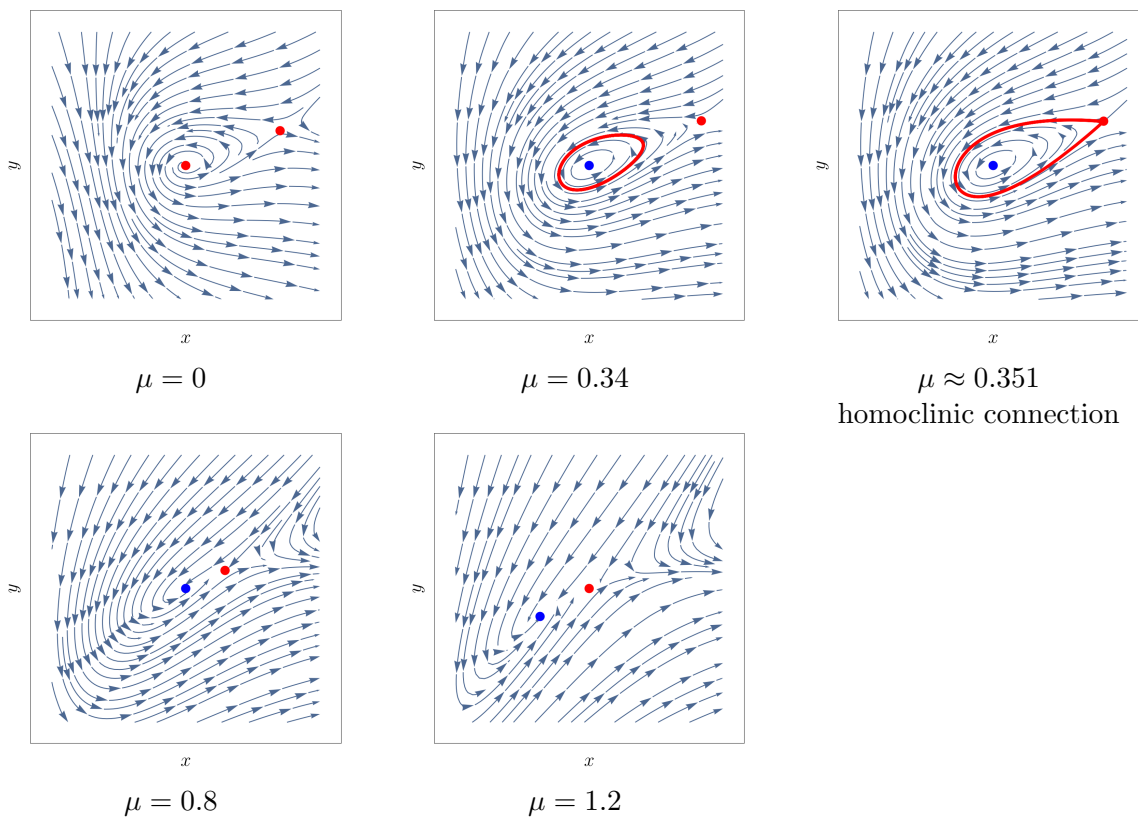 y
x
μ = 0
y
x
μ = 0.34
y
x
μ ≈ 0.351
homoclinic connection
y
x
μ = 0.8
y
x
μ = 1.2